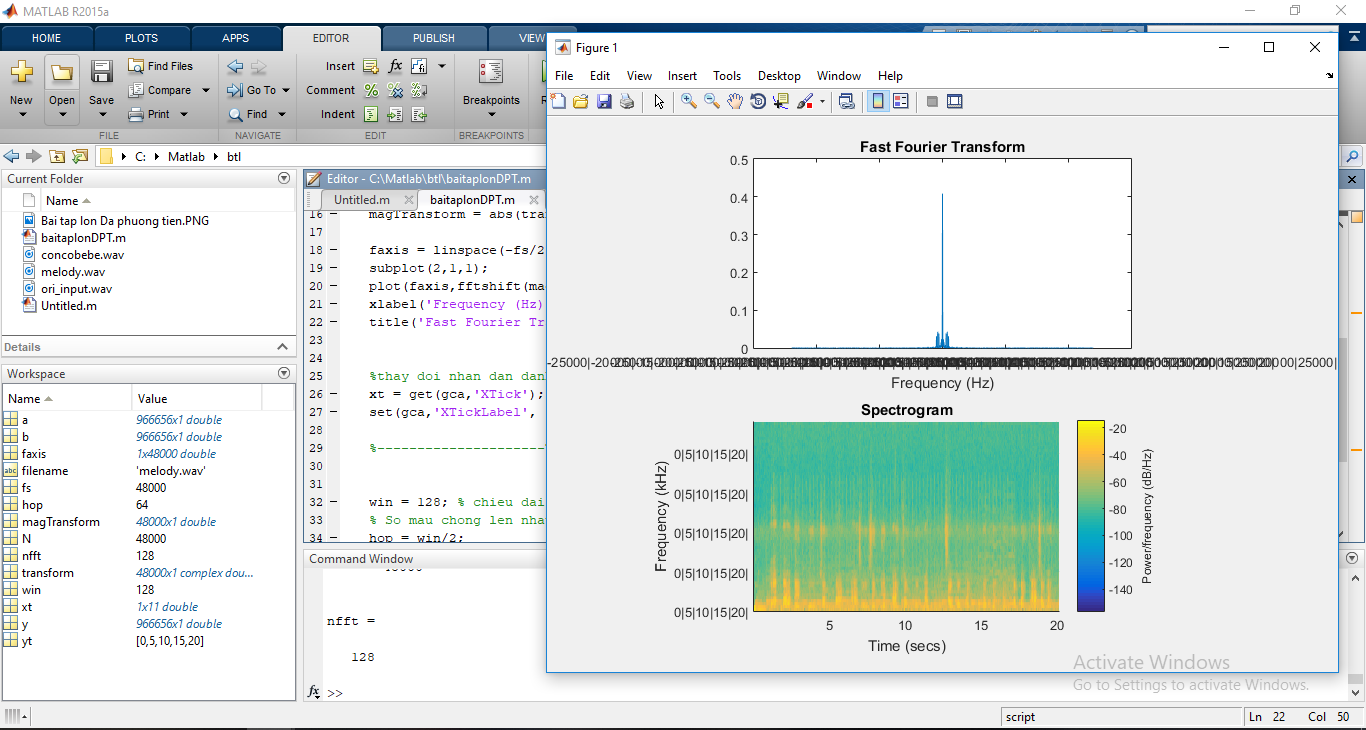 MATLAB R2015a
HOME PLOTS APPS EDITOR PUBLISH VIEW
New
Open
Save
Find Files
Compare
Print
FILE
Go To
Find
NAVIGATE
Insert
Comment
Indent
EDIT
Breakpoints
BREAKPOINTS
C: Matlab btl
Current Folder
Name
Bai tap lon Da phuong tien.PNG
baitaplonDPT.m
concobebe.wav
melody.wav
ori_input.wav
Untitled.m
Details
Workspace
Name Value
a 966656x1 double
b 966656x1 double
faxis 1x48000 double
filename 'melody.wav'
fs 48000
hop 64
magTransform 48000x1 double
N 48000
nfft 128
transform 48000x1 complex dou...
win 128
xt 1x11 double
y 966656x1 double
yt [0,5,10,15,20]
Editor - C:\Matlab\btl\baitaplonDPT.m
Untitled.m baitaplonDPT.m
16 - magTransform = abs(tra
17
18 - faxis = linspace(-fs/2
19 - subplot(2,1,1);
20 - plot(faxis,fftshift(ma
21 - xlabel('Frequency (Hz)
22 - title('Fast Fourier Tr
23
24
25 %thay doi nhan dan dan
26 - xt = get(gca,'XTick');
27 - set(gca,'XTickLabel',
28
29 %---------------------
30
31
32 - win = 128; % chieu dai
33 % So mau chong len nha
34 - hop = win/2;
Command Window
nfft =
128
fx >>
Figure 1
File Edit View Insert Tools Desktop Window Help
Fast Fourier Transform
0.5
0.4
0.3
0.2
0.1
0
Frequency (Hz)
Spectrogram
Frequency (kHz)
0|5|10|15|20|
0|5|10|15|20|
0|5|10|15|20|
0|5|10|15|20|
0|5|10|15|20|
5 10 15 20
Time (secs)
-20
-40
-60
-80
-100
-120
-140
Power/frequency (dB/Hz)
Activate Windows
Go to Settings to activate Windows.
script
Ln 22 Col 50